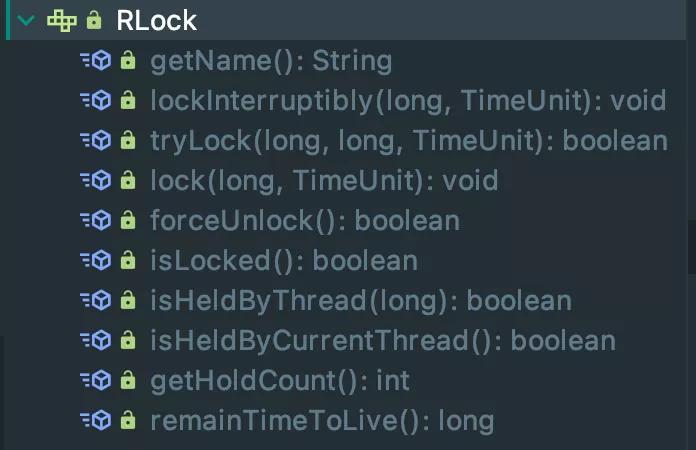 RLock
getName(): String
lockInterruptibly(long, TimeUnit): void
tryLock(long, long, TimeUnit): boolean
lock(long, TimeUnit): void
forceUnlock(): boolean
isLocked(): boolean
isHeldByThread(long): boolean
isHeldByCurrentThread(): boolean
getHoldCount(): int
remainTimeToLive(): long